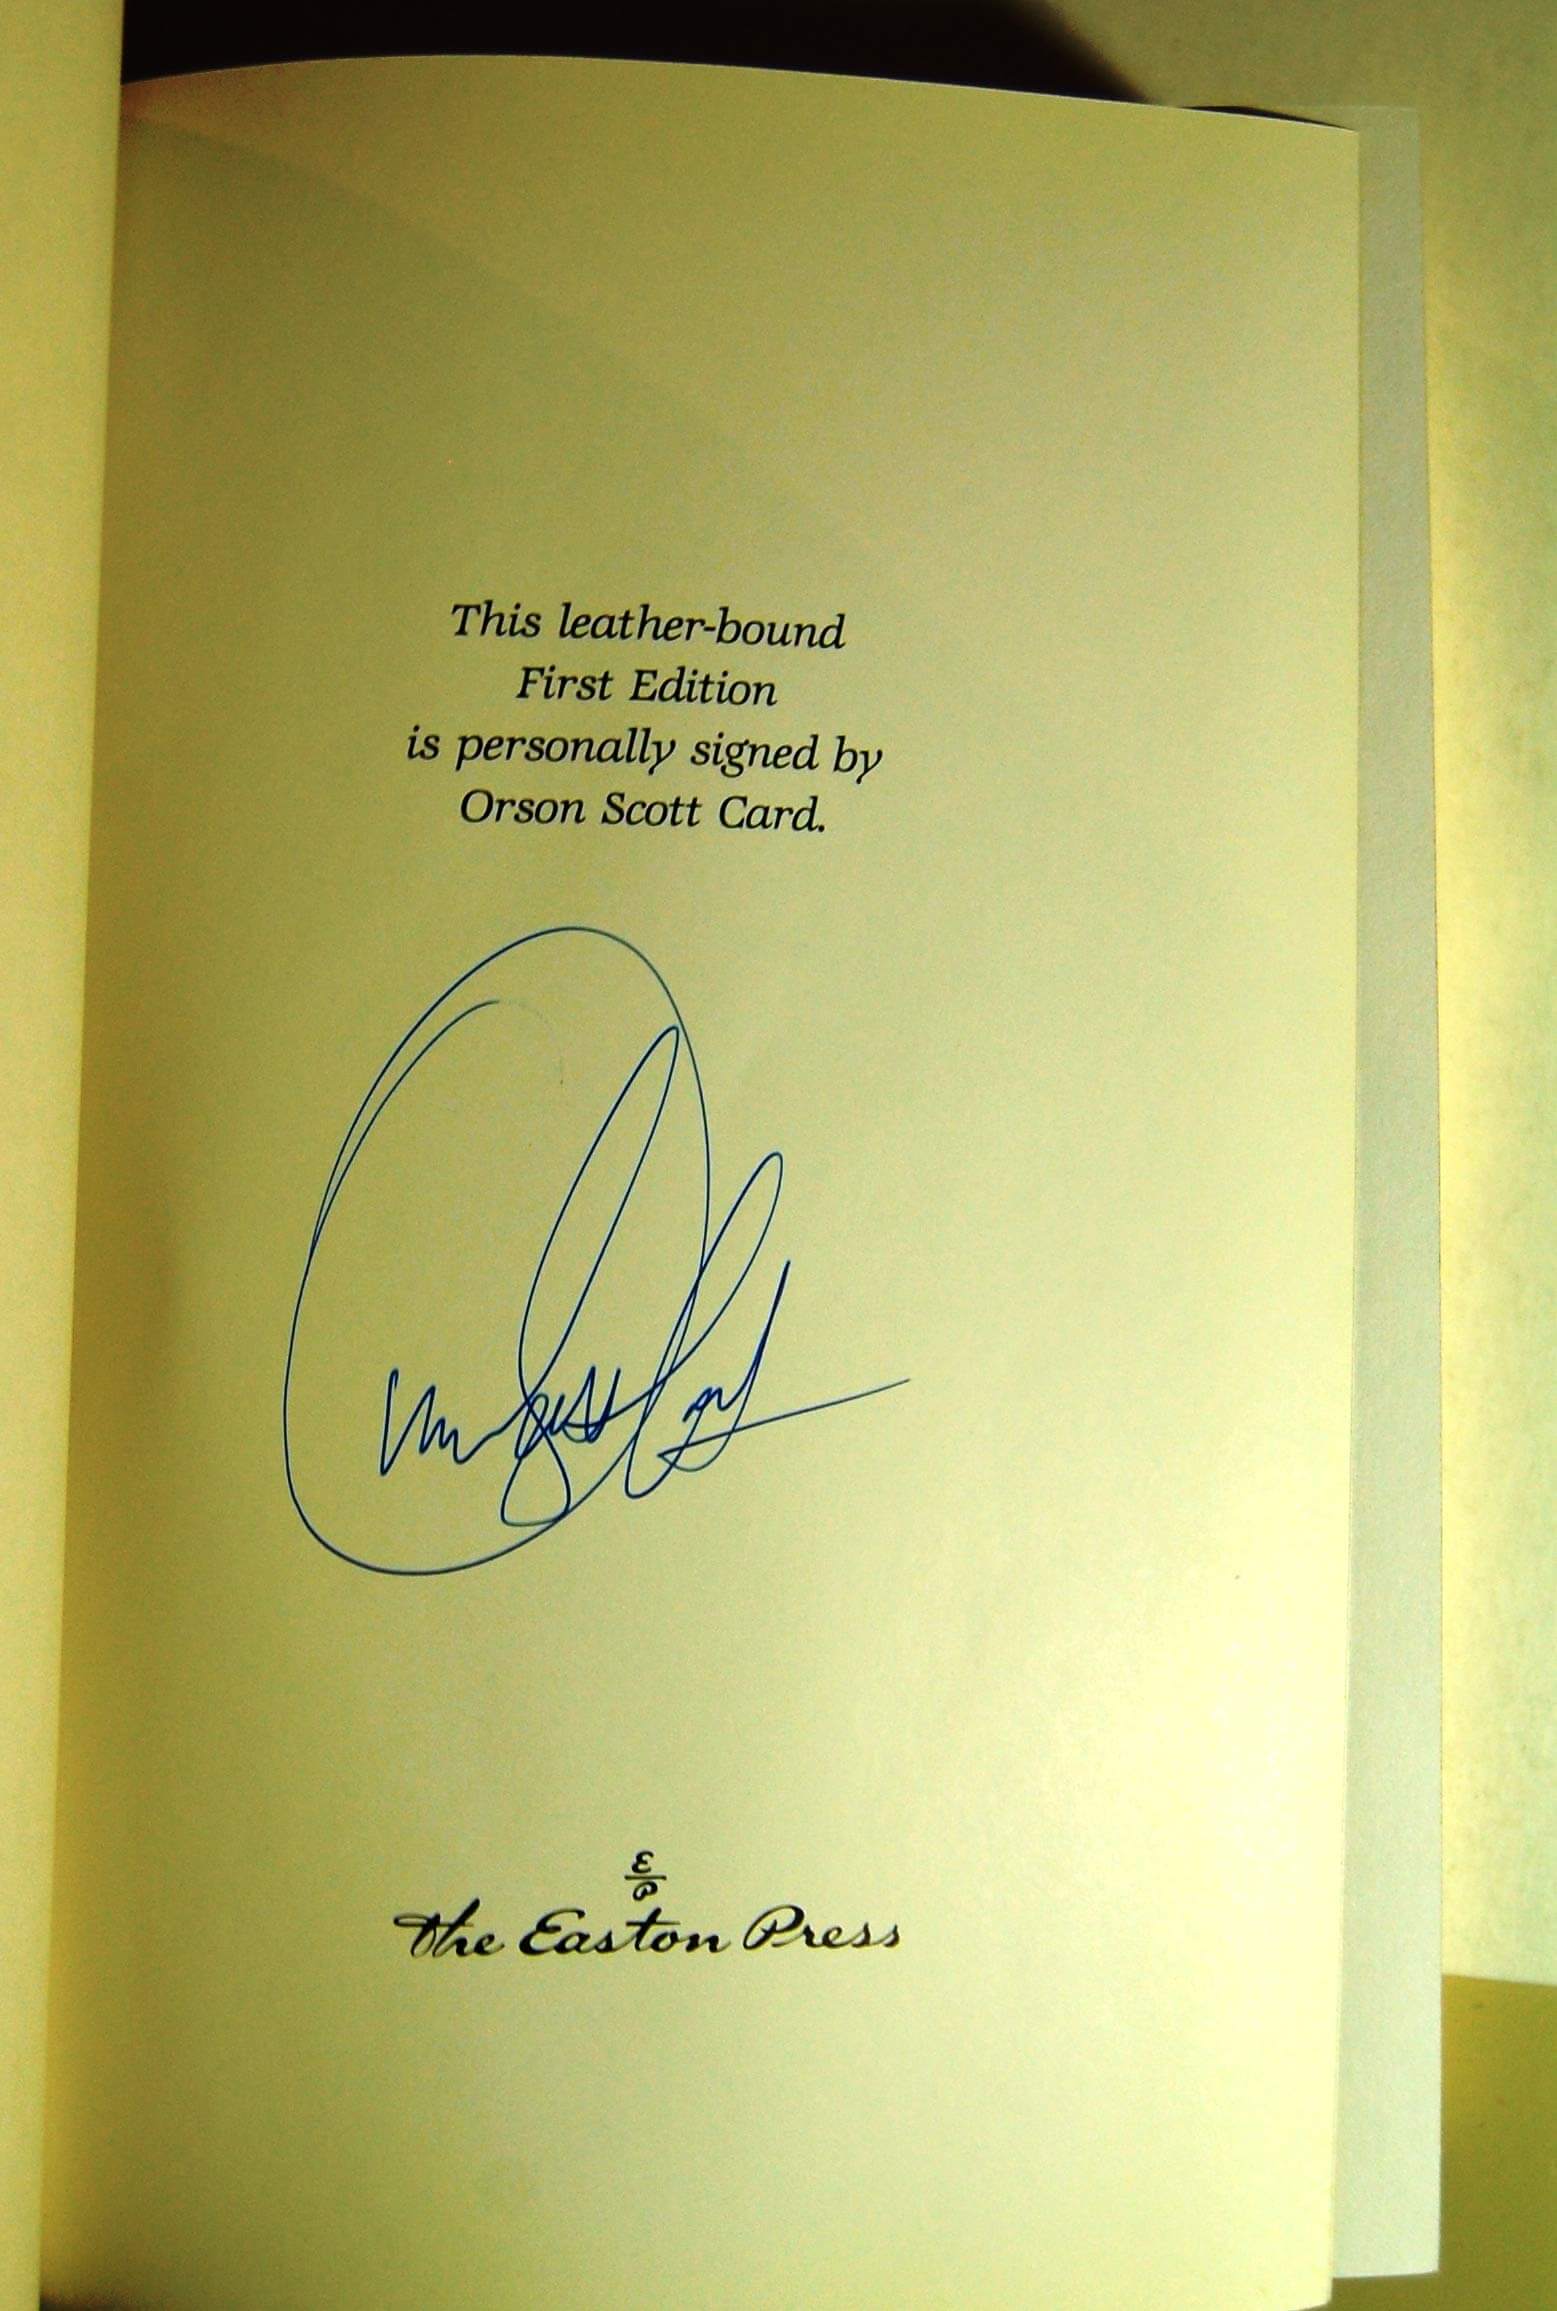 This leather-bound
First Edition
is personally signed by
Orson Scott Card.
The Easton Press